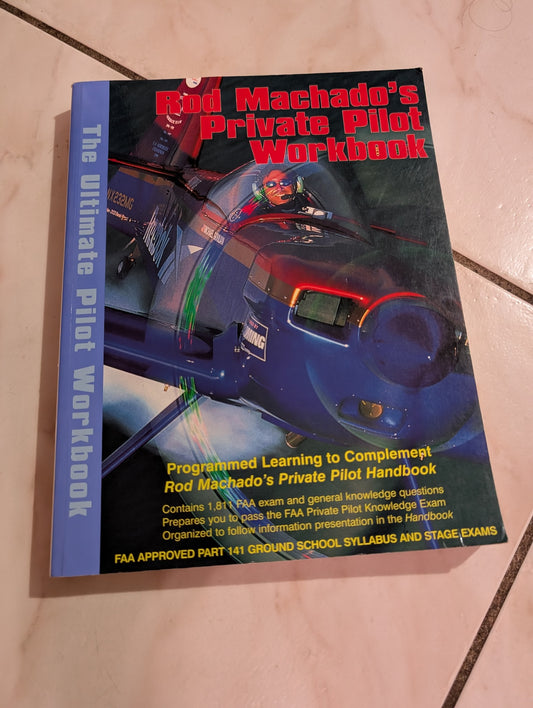 Rod Machado's
Private Pilot
Workbook
The Ultimate Pilot Workbook
NX232MG
Programmed Learning to Complement
Rod Machado's Private Pilot Handbook
Contains 1,811 FAA exam and general knowledge questions
Prepares you to pass the FAA Private Pilot Knowledge Exam
Organized to follow information presentation in the Handbook
FAA APPROVED PART 141 GROUND SCHOOL SYLLABUS AND STAGE EXAMS